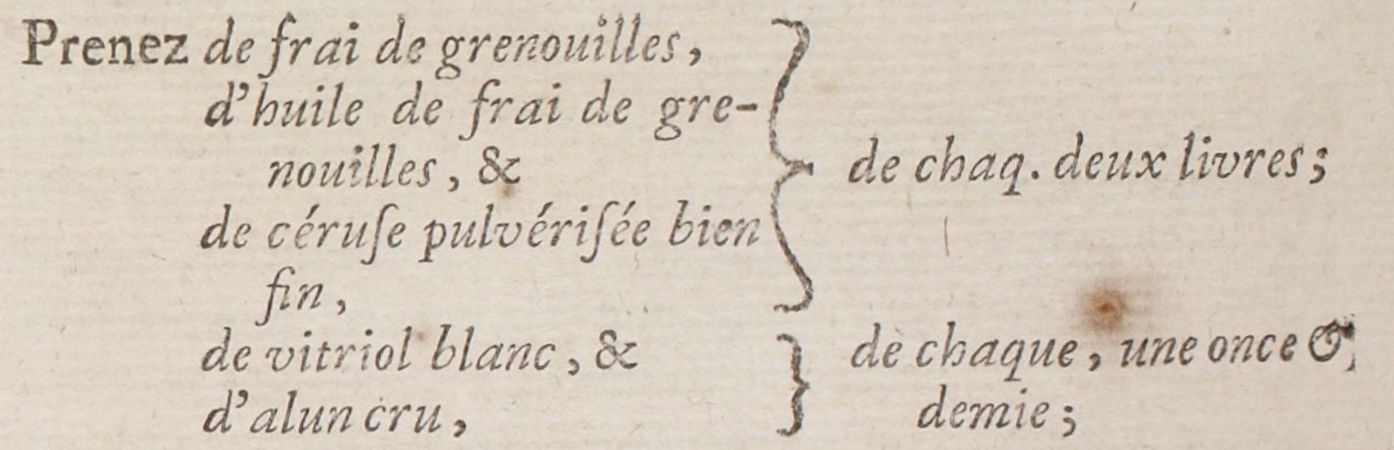 Prenez de frai de grenouilles,
d'huile de frai de gre-
nouilles, &
de chaq. deux livres;
de céruſe pulvériſée bien
fin,
de vitriol blanc, &
de chaque, une once &
d'alun cru,
demie;